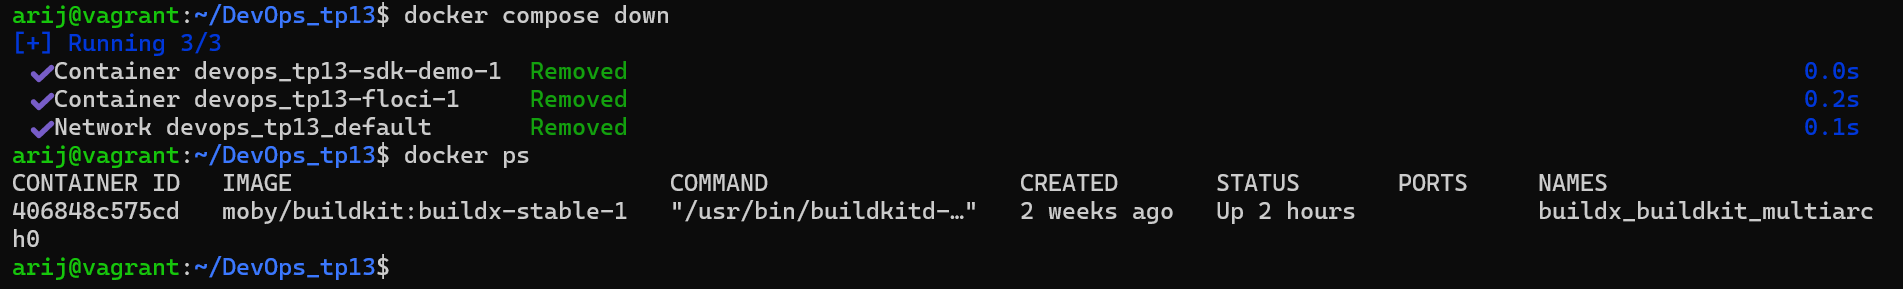 arij@vagrant:~/DevOps_tp13$ docker compose down
[+] Running 3/3
✔Container devops_tp13-sdk-demo-1  Removed 0.0s
✔Container devops_tp13-floci-1     Removed 0.2s
✔Network devops_tp13_default       Removed 0.1s
arij@vagrant:~/DevOps_tp13$ docker ps
CONTAINER ID   IMAGE                           COMMAND                  CREATED       STATUS       PORTS     NAMES
406848c575cd   moby/buildkit:buildx-stable-1   "/usr/bin/buildkitd-…"   2 weeks ago   Up 2 hours             buildx_buildkit_multiarc
h0
arij@vagrant:~/DevOps_tp13$